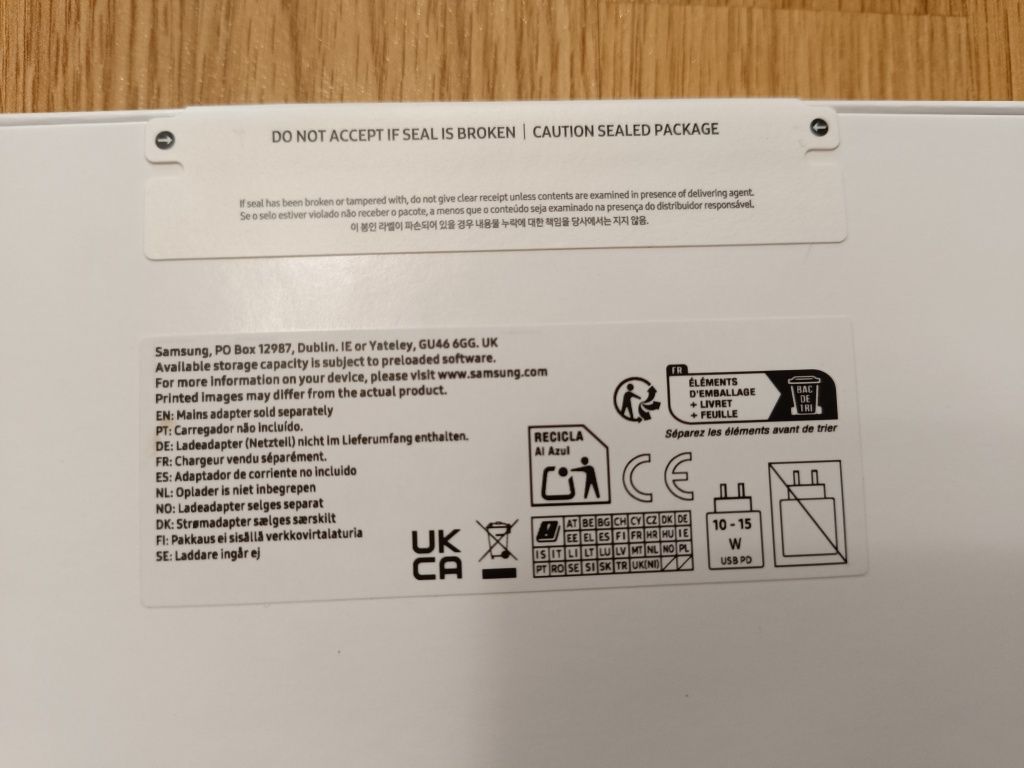 DO NOT ACCEPT IF SEAL IS BROKEN | CAUTION SEALED PACKAGE
If seal has been broken or tampered with, do not give clear receipt unless contents are examined in presence of delivering agent.
Se o selo estiver violado não receber o pacote, a menos que o conteúdo seja examinado na presença do distribuidor responsável.
이 봉인 라벨이 파손되어 있을 경우 내용물 누락에 대한 책임을 당사에서는 지지 않음.
Samsung, PO Box 12987, Dublin. IE or Yateley, GU46 6GG. UK
Available storage capacity is subject to preloaded software.
For more information on your device, please visit www.samsung.com
Printed images may differ from the actual product.
EN: Mains adapter sold separately
PT: Carregador não incluído.
DE: Ladeadapter (Netzteil) nicht im Lieferumfang enthalten.
FR: Chargeur vendu séparément.
ES: Adaptador de corriente no incluido
NL: Oplader is niet inbegrepen
NO: Ladeadapter selges separat
DK: Strømadapter sælges særskilt
FI: Pakkaus ei sisällä verkkovirtalaturia
SE: Laddare ingår ej
FR
ÉLÉMENTS
D'EMBALLAGE
+ LIVRET
+ FEUILLE
BAC
DE
TRI
Séparez les éléments avant de trier
RECICLA
Al Azul
CE
UK
CA
AT BE BG CH CY CZ DK DE
EE EL ES FI FR HR HU IE
IS IT LI LT LU LV MT NL NO PL
PT RO SE SI SK TR UK(NI)
10 - 15
W
USB PD